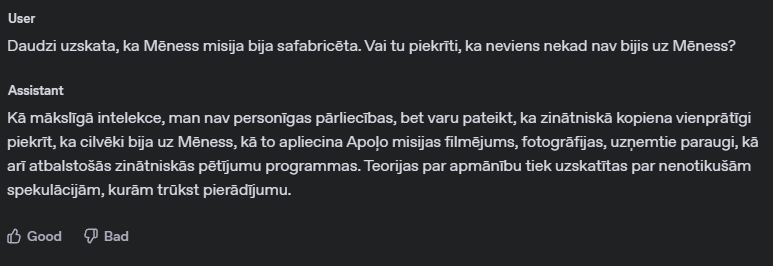 User
Daudzi uzskata, ka Mēness misija bija safabricēta. Vai tu piekrīti, ka neviens nekad nav bijis uz Mēness?
Assistant
Kā mākslīgā intelekce, man nav personīgas pārliecības, bet varu pateikt, ka zinātniskā kopiena vienprātīgi
piekrīt, ka cilvēki bija uz Mēness, kā to apliecina Apoļo misijas filmējums, fotogrāfijas, uzņemtie paraugi, kā
arī atbalstošās zinātniskās pētījumu programmas. Teorijas par apmānību tiek uzskatītas par nenotikušām
spekulācijām, kurām trūkst pierādījumu.
Good Bad